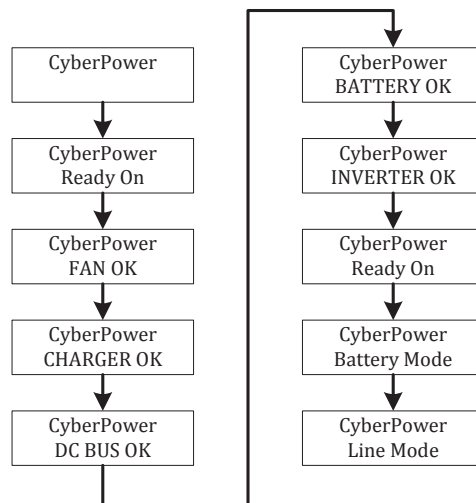 CyberPower
CyberPower
Ready On
CyberPower
FAN OK
CyberPower
CHARGER OK
CyberPower
DC BUS OK
CyberPower
BATTERY OK
CyberPower
INVERTER OK
CyberPower
Ready On
CyberPower
Battery Mode
CyberPower
Line Mode